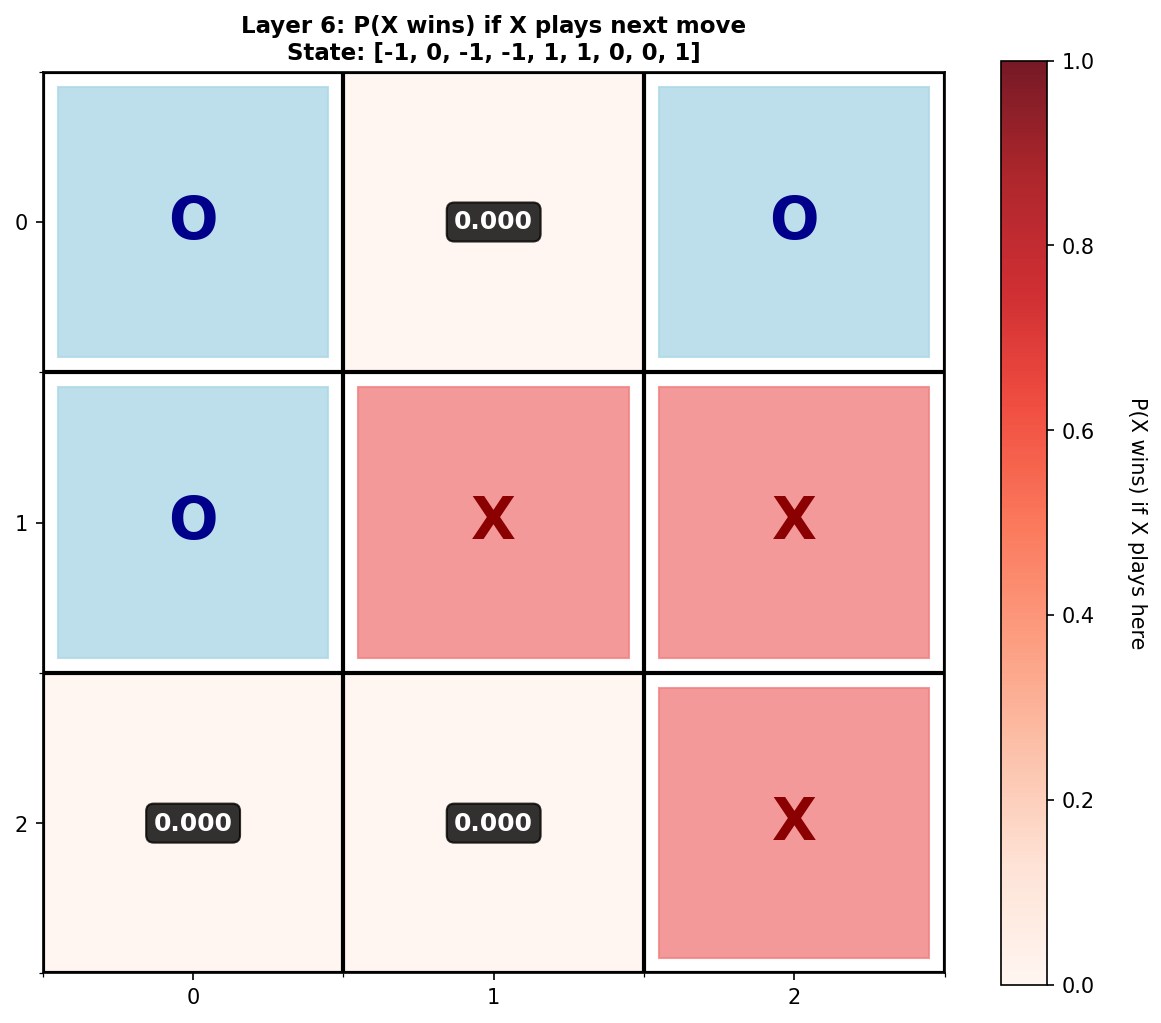 Layer 6: P(X wins) if X plays next move
State: [-1, 0, -1, -1, 1, 1, 0, 0, 1]
O
0.000
O
O
X
X
0.000
0.000
X
0
1
2
0
1
2
1.0
0.8
0.6
0.4
0.2
0.0
P(X wins) if X plays here